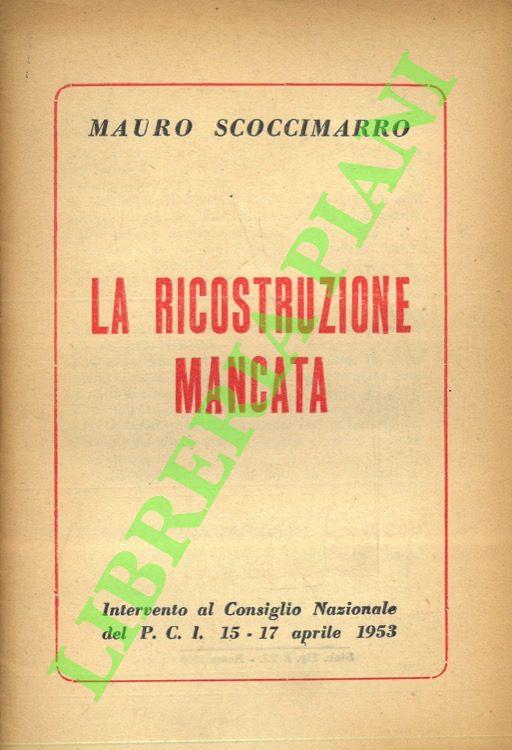 MAURO SCOCCIMARRO
LA RICOSTRUZIONE
MANCATA
Intervento al Consiglio Nazionale
del P. C. I. 15 - 17 aprile 1953
LIBRERIA PIANI